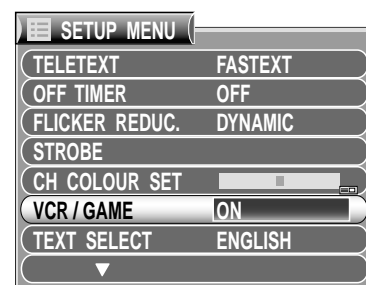 SETUP MENU
TELETEXT FASTEXT
OFF TIMER OFF
FLICKER REDUC. DYNAMIC
STROBE
CH COLOUR SET
VCR / GAME ON
TEXT SELECT ENGLISH